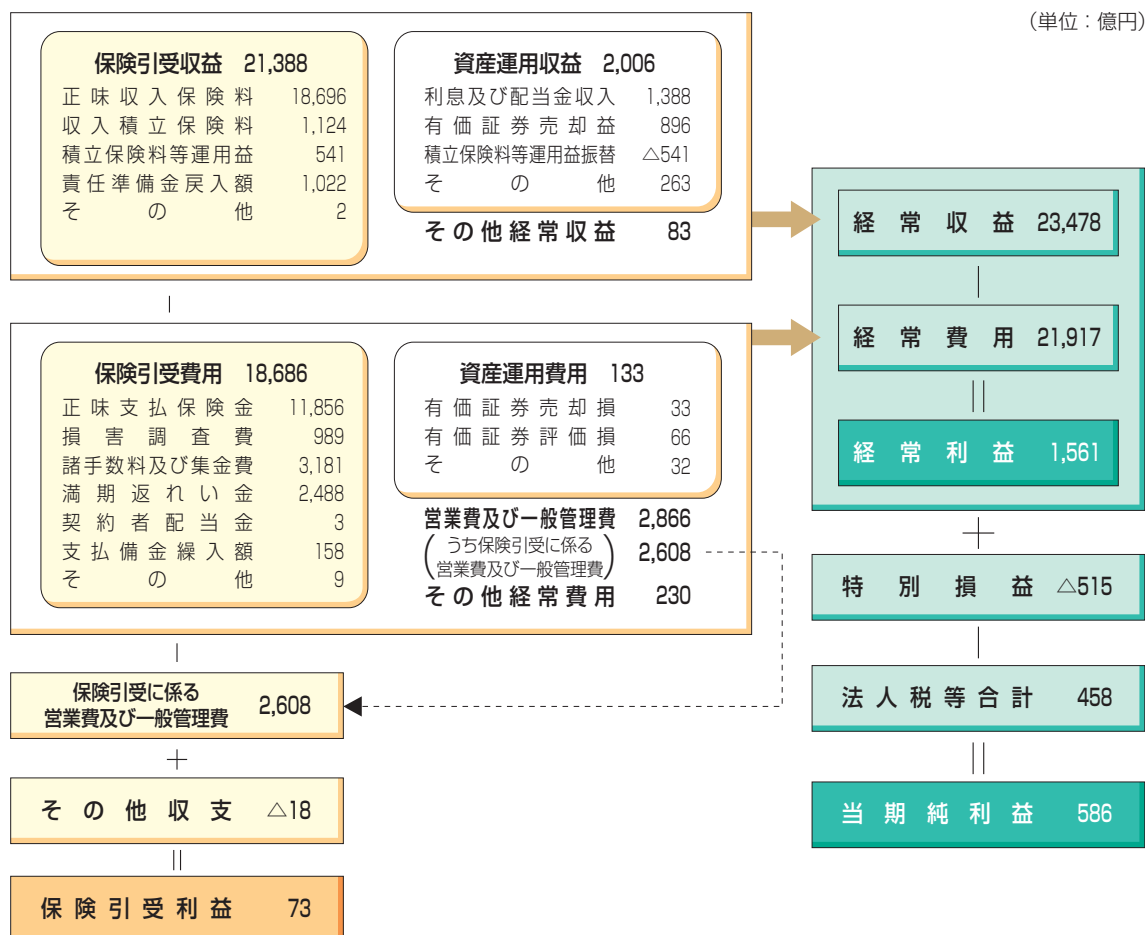 (単位:億円)
保険引受収益 21,388
正味収入保険料 18,696
収入積立保険料 1,124
積立保険料等運用益 541
責任準備金戻入額 1,022
その他 2
資産運用収益 2,006
利息及び配当金収入 1,388
有価証券売却益 896
積立保険料等運用益振替 △541
その他 263
その他経常収益 83
保険引受費用 18,686
正味支払保険金 11,856
損害調査費 989
諸手数料及び集金費 3,181
満期返れい金 2,488
契約者配当金 3
支払備金繰入額 158
その他 9
資産運用費用 133
有価証券売却損 33
有価証券評価損 66
その他 32
営業費及び一般管理費 2,866
(うち保険引受に係る
営業費及び一般管理費) 2,608
その他経常費用 230
保険引受に係る
営業費及び一般管理費 2,608
+
その他収支 △18
保険引受利益 73
経常収益 23,478
経常費用 21,917
経常利益 1,561
+
特別損益 △515
法人税等合計 458
当期純利益 586